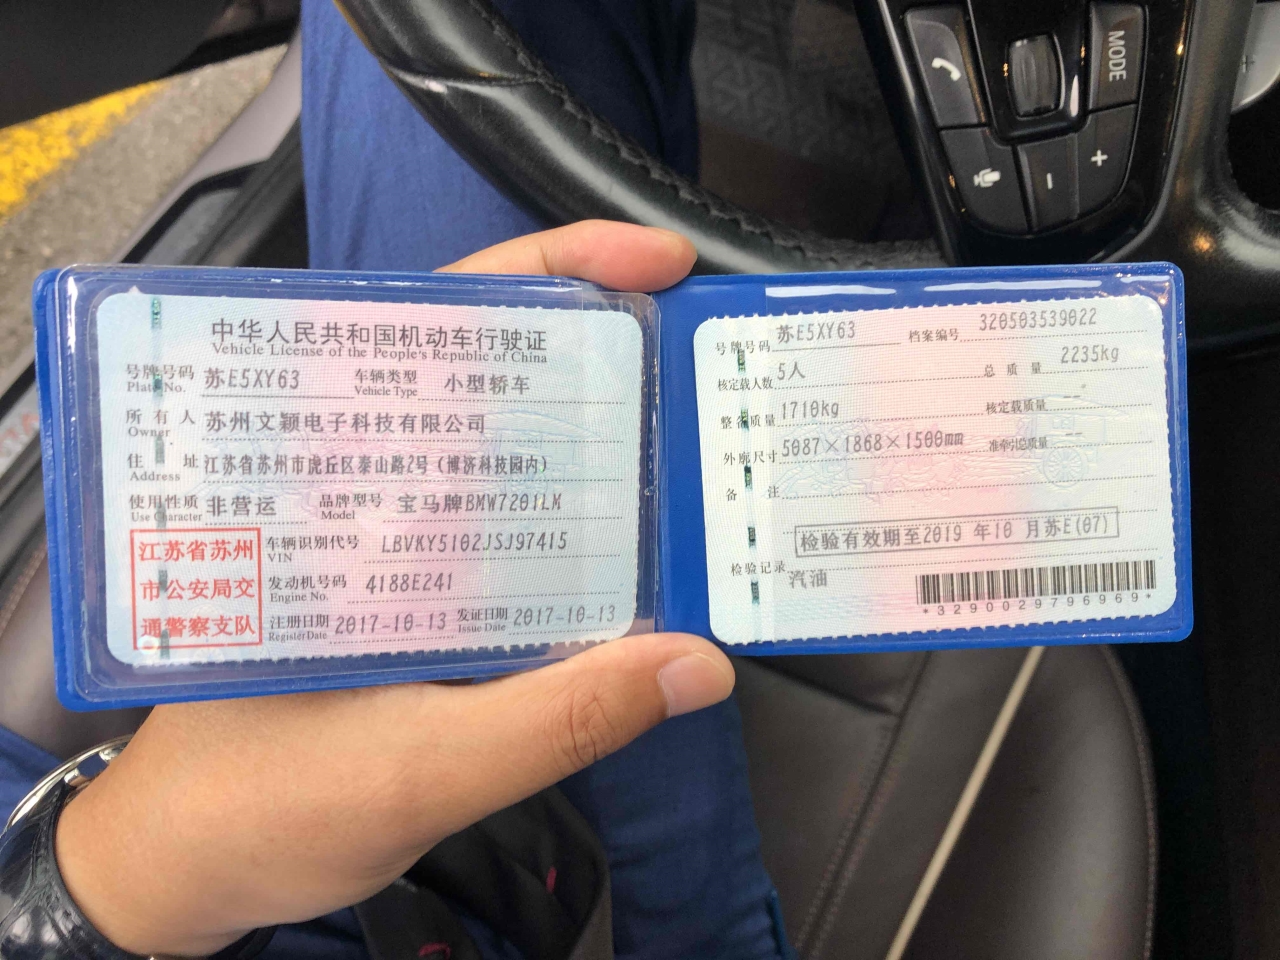 中华人民共和国机动车行驶证
Vehicle License of the People's Republic of China
号牌号码 苏E5XY63 车辆类型 小型轿车
Plate No. Vehicle Type
所有人 苏州文颖电子科技有限公司
Owner
住址 江苏省苏州市虎丘区泰山路2号(博济科技园内)
Address
使用性质 非营运 品牌型号 宝马牌BMW7201LM
Use Character Model
江苏省苏州
市公安局交
通警察支队
车辆识别代号 LBVKY5102JSJ97415
VIN
发动机号码 4188E241
Engine No.
注册日期 2017-10-13 发证日期 2017-10-13
Register Date Issue Date
号牌号码 苏E5XY63 档案编号 320503539022
核定载人数 5人 总质量 2235kg
整备质量 1710kg 核定载质量 --
外廓尺寸 5087×1868×1500mm 准牵引总质量 --
备注
检验有效期至2019 年10 月苏E(07)
检验记录
汽油
*3290029796969*
MODE